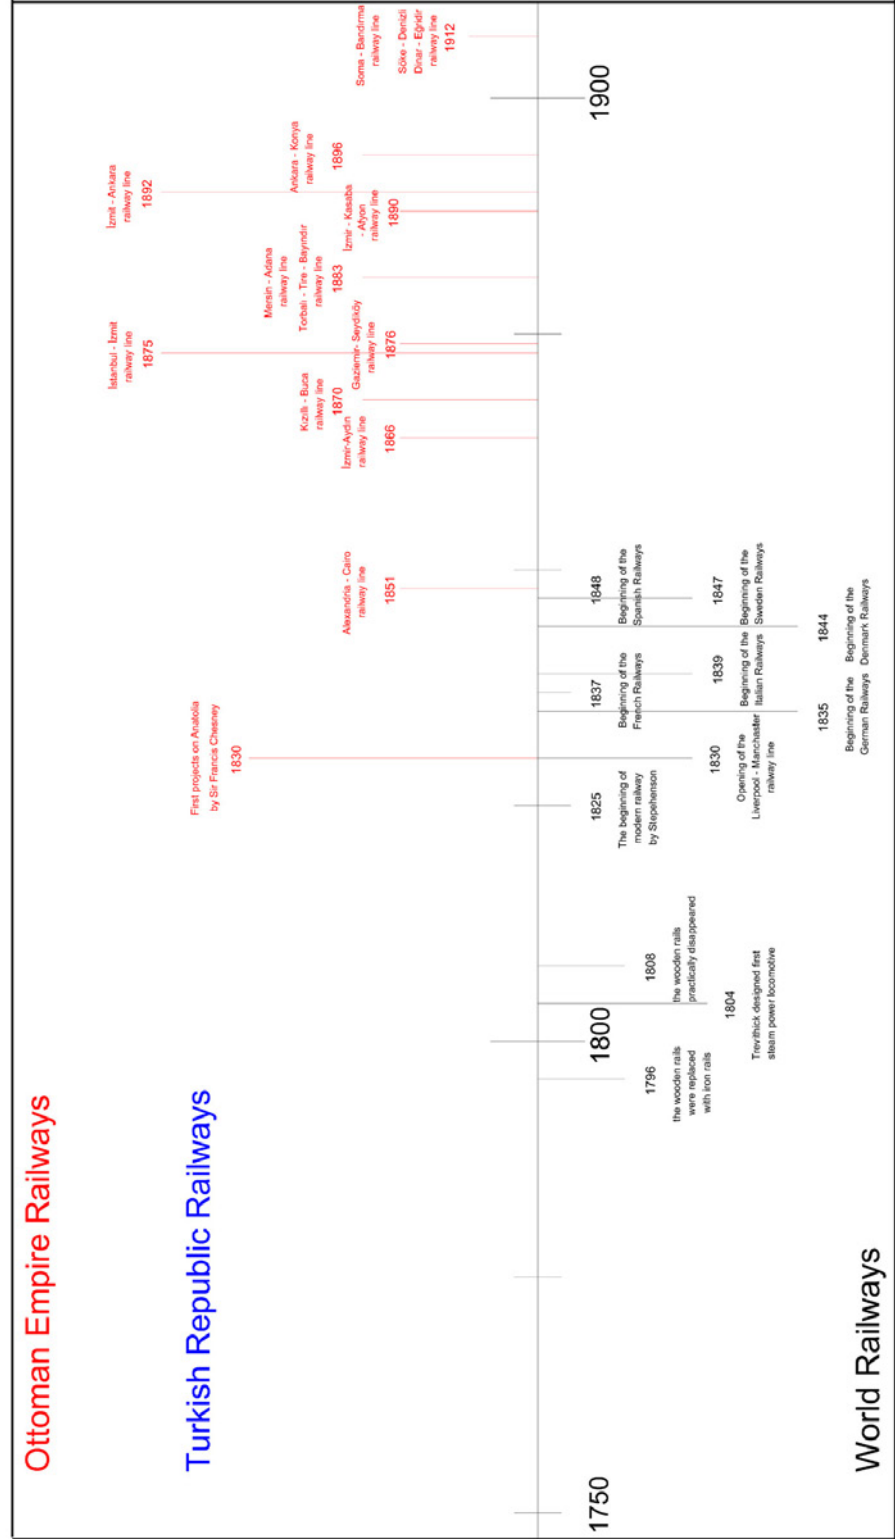 Ottoman Empire Railways
Turkish Republic Railways
Istanbul - Izmit
railway line
1875
İzmit - Ankara
railway line
1892
First projects on Anatolia
by Sir Francis Chesney
1830
Mersin - Adana
railway line
Torbalı - Tire - Bayındır
railway line
1883
Ankara - Konya
railway line
1896
Kızıllı - Buca
railway line
1870
Alexandria - Cairo
railway line
1851
İzmir-Aydın
railway line
1866
Gaziemir- Seydiköy
railway line
1876
İzmir - Kasaba
- Afyon
railway line
1890
Soma - Bandırma
railway line
Söke - Denizli
Dinar - Eğridir
railway line
1912
1750
1800
1900
1796
the wooden rails
were replaced
with iron rails
1808
the wooden rails
practically disappeared
1804
Trevithick designed first
steam power locomotive
1825
The beginning of
modern railway
by Stepehenson
1837
Beginning of the
French Railways
1848
Beginning of the
Spanish Railways
1830
Opening of the
Liverpool - Manchaster
railway line
1839
Beginning of the
Italian Railways
1847
Beginning of the
Sweden Railways
1835
Beginning of the
German Railways
1844
Beginning of the
Denmark Railways
World Railways